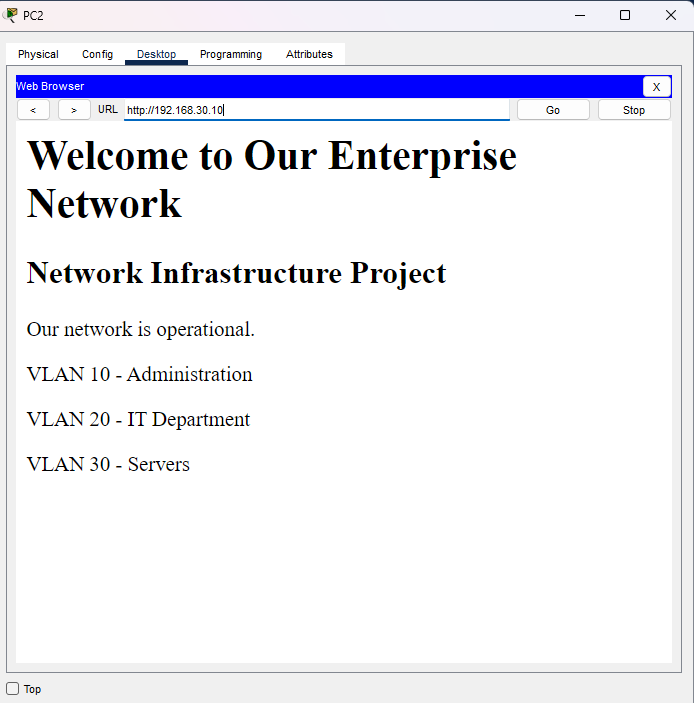 PC2
Physical Config Desktop Programming Attributes
Web Browser X
< > URL http://192.168.30.10 Go Stop
Welcome to Our Enterprise
Network
Network Infrastructure Project
Our network is operational.
VLAN 10 - Administration
VLAN 20 - IT Department
VLAN 30 - Servers
Top